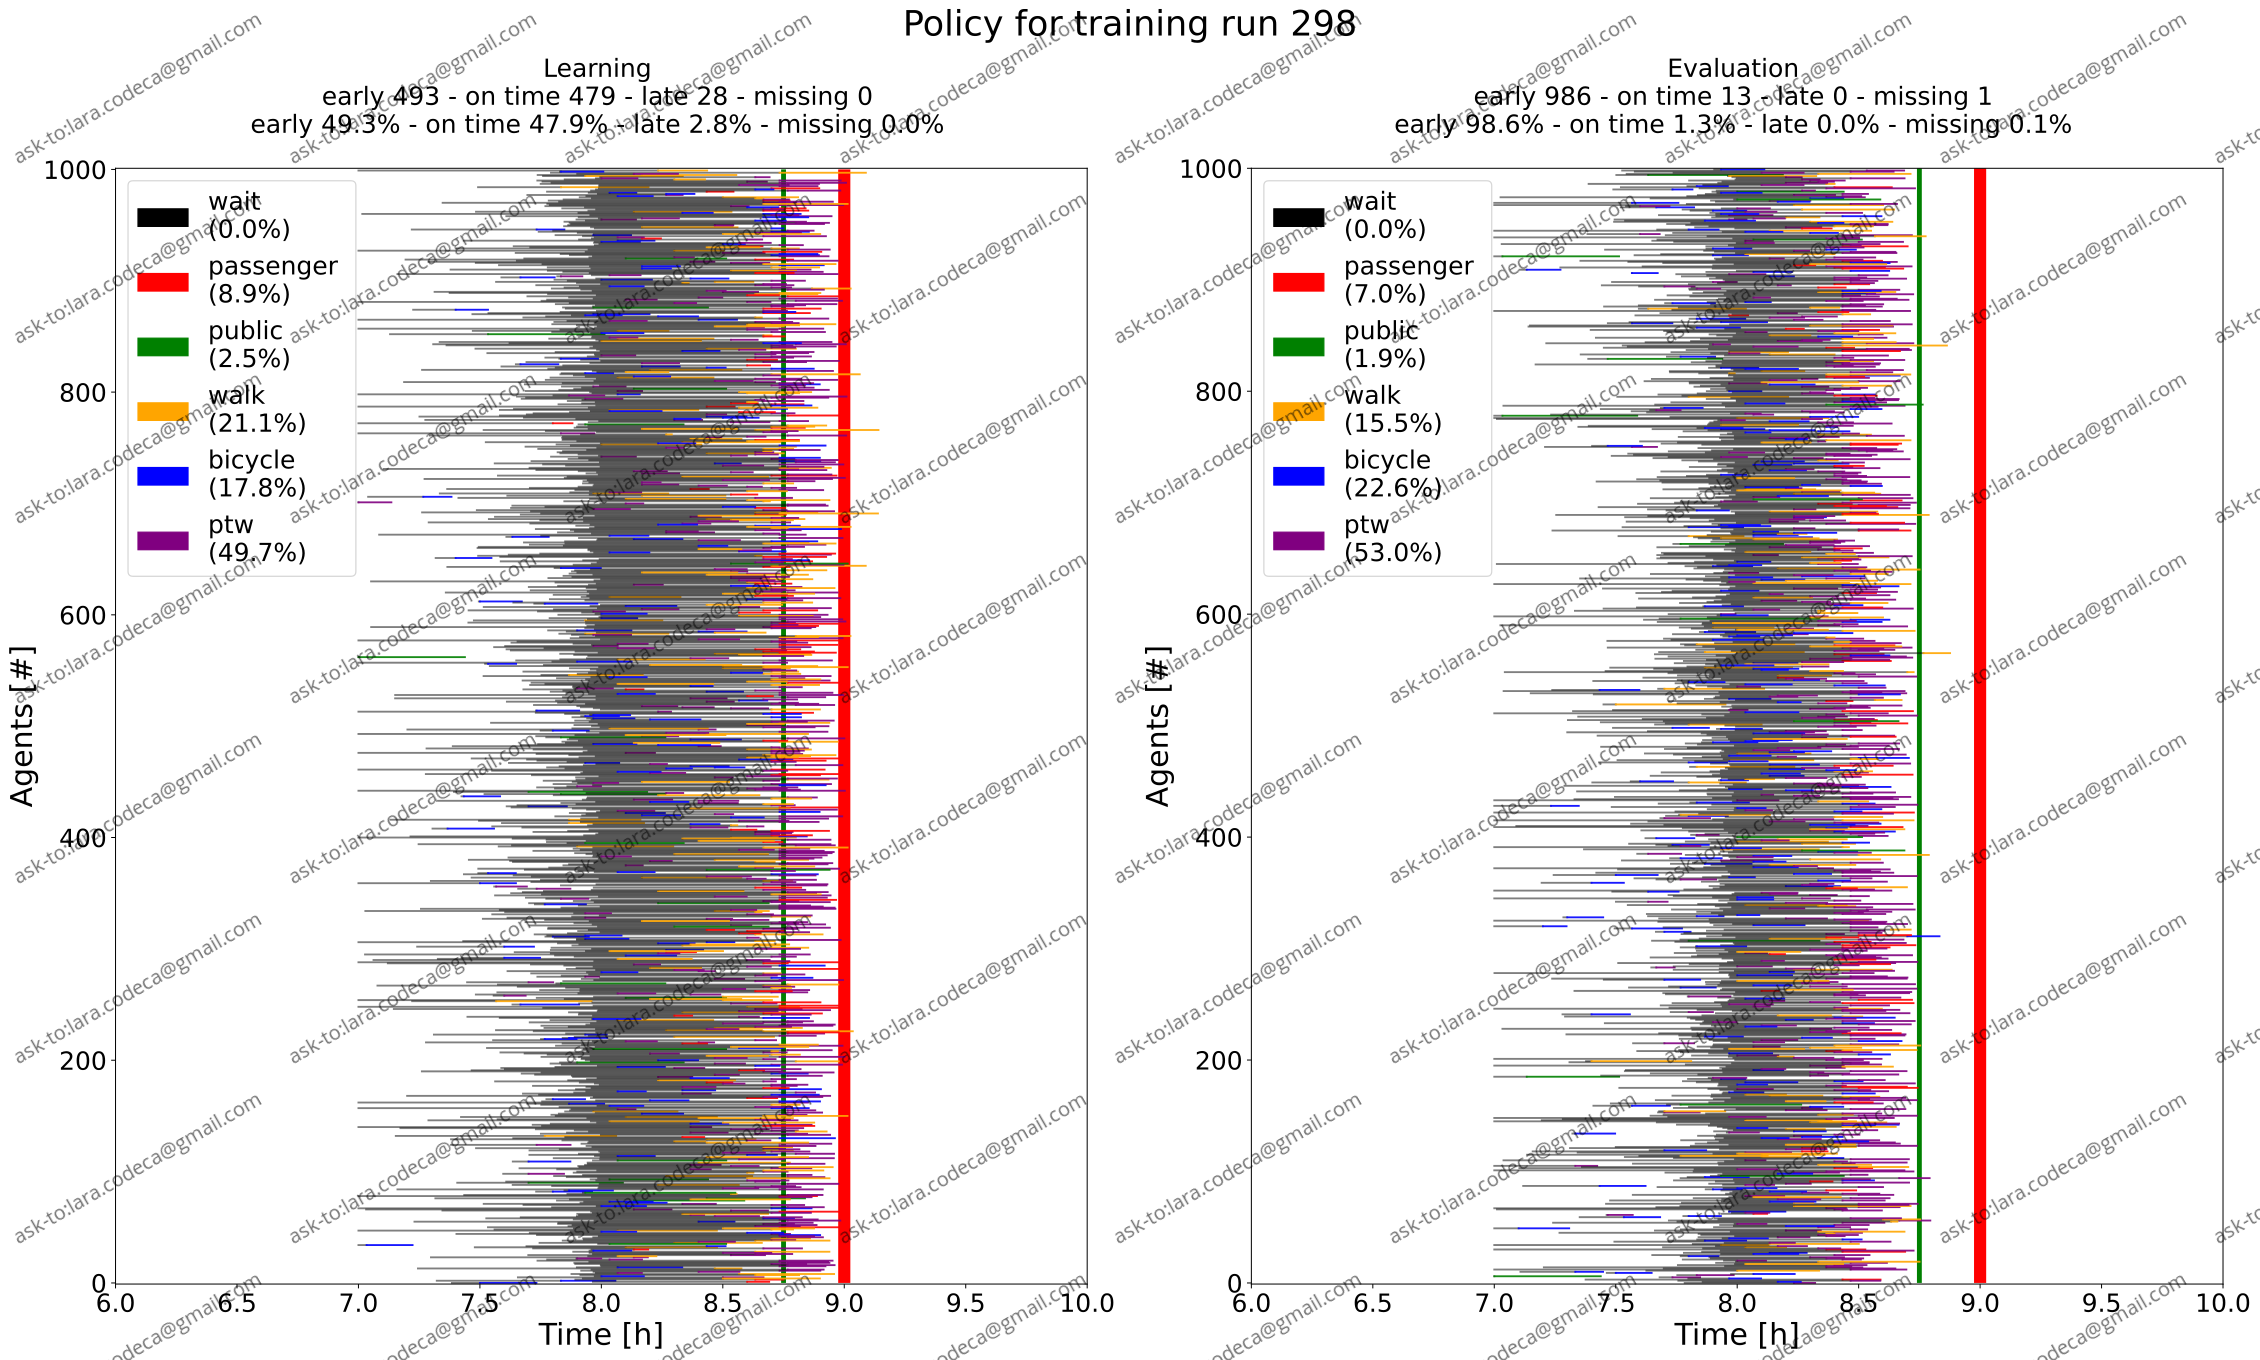 Policy for training run 298
Learning
early 493 - on time 479 - late 28 - missing 0
early 49.3% - on time 47.9% - late 2.8% - missing 0.0%
Evaluation
early 986 - on time 13 - late 0 - missing 1
early 98.6% - on time 1.3% - late 0.0% - missing 0.1%
wait
(0.0%)
passenger
(8.9%)
public
(2.5%)
walk
(21.1%)
bicycle
(17.8%)
ptw
(49.7%)
1000
800
600
400
200
0
Agents [#]
6.0 6.5 7.0 7.5 8.0 8.5 9.0 9.5 10.0
Time [h]
wait
(0.0%)
passenger
(7.0%)
public
(1.9%)
walk
(15.5%)
bicycle
(22.6%)
ptw
(53.0%)
1000
800
600
400
200
0
Agents [#]
6.0 6.5 7.0 7.5 8.0 8.5 9.0 9.5 10.0
Time [h]
ask-to:lara.codeca@gmail.com